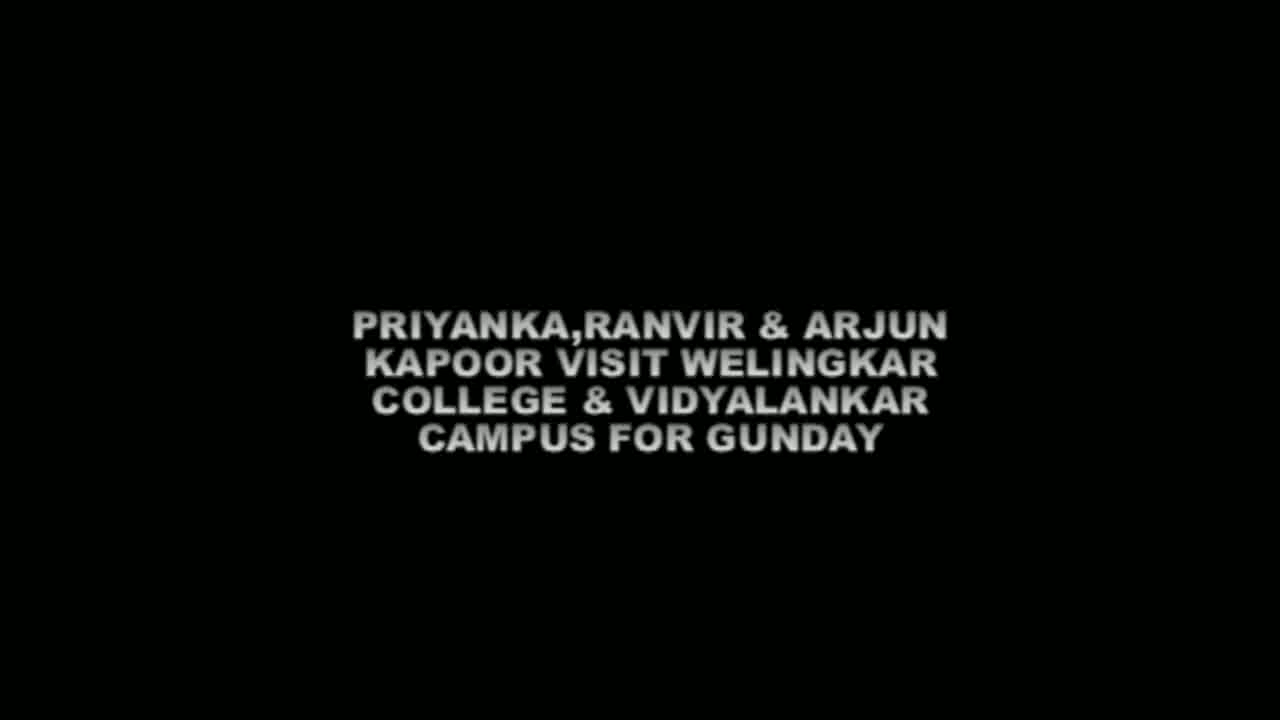 PRIYANKA,RANVIR & ARJUN
KAPOOR VISIT WELINGKAR
COLLEGE & VIDYALANKAR
CAMPUS FOR GUNDAY